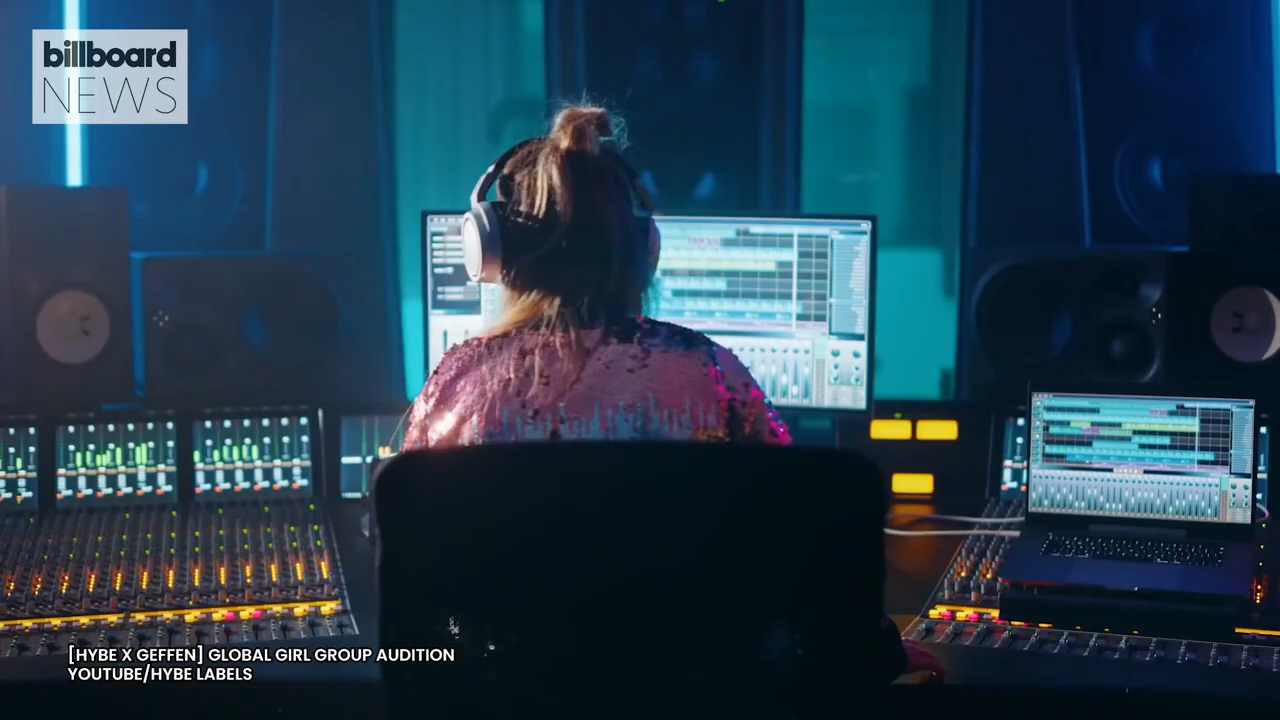 billboard
NEWS
[HYBE X GEFFEN] GLOBAL GIRL GROUP AUDITION
YOUTUBE/HYBE LABELS